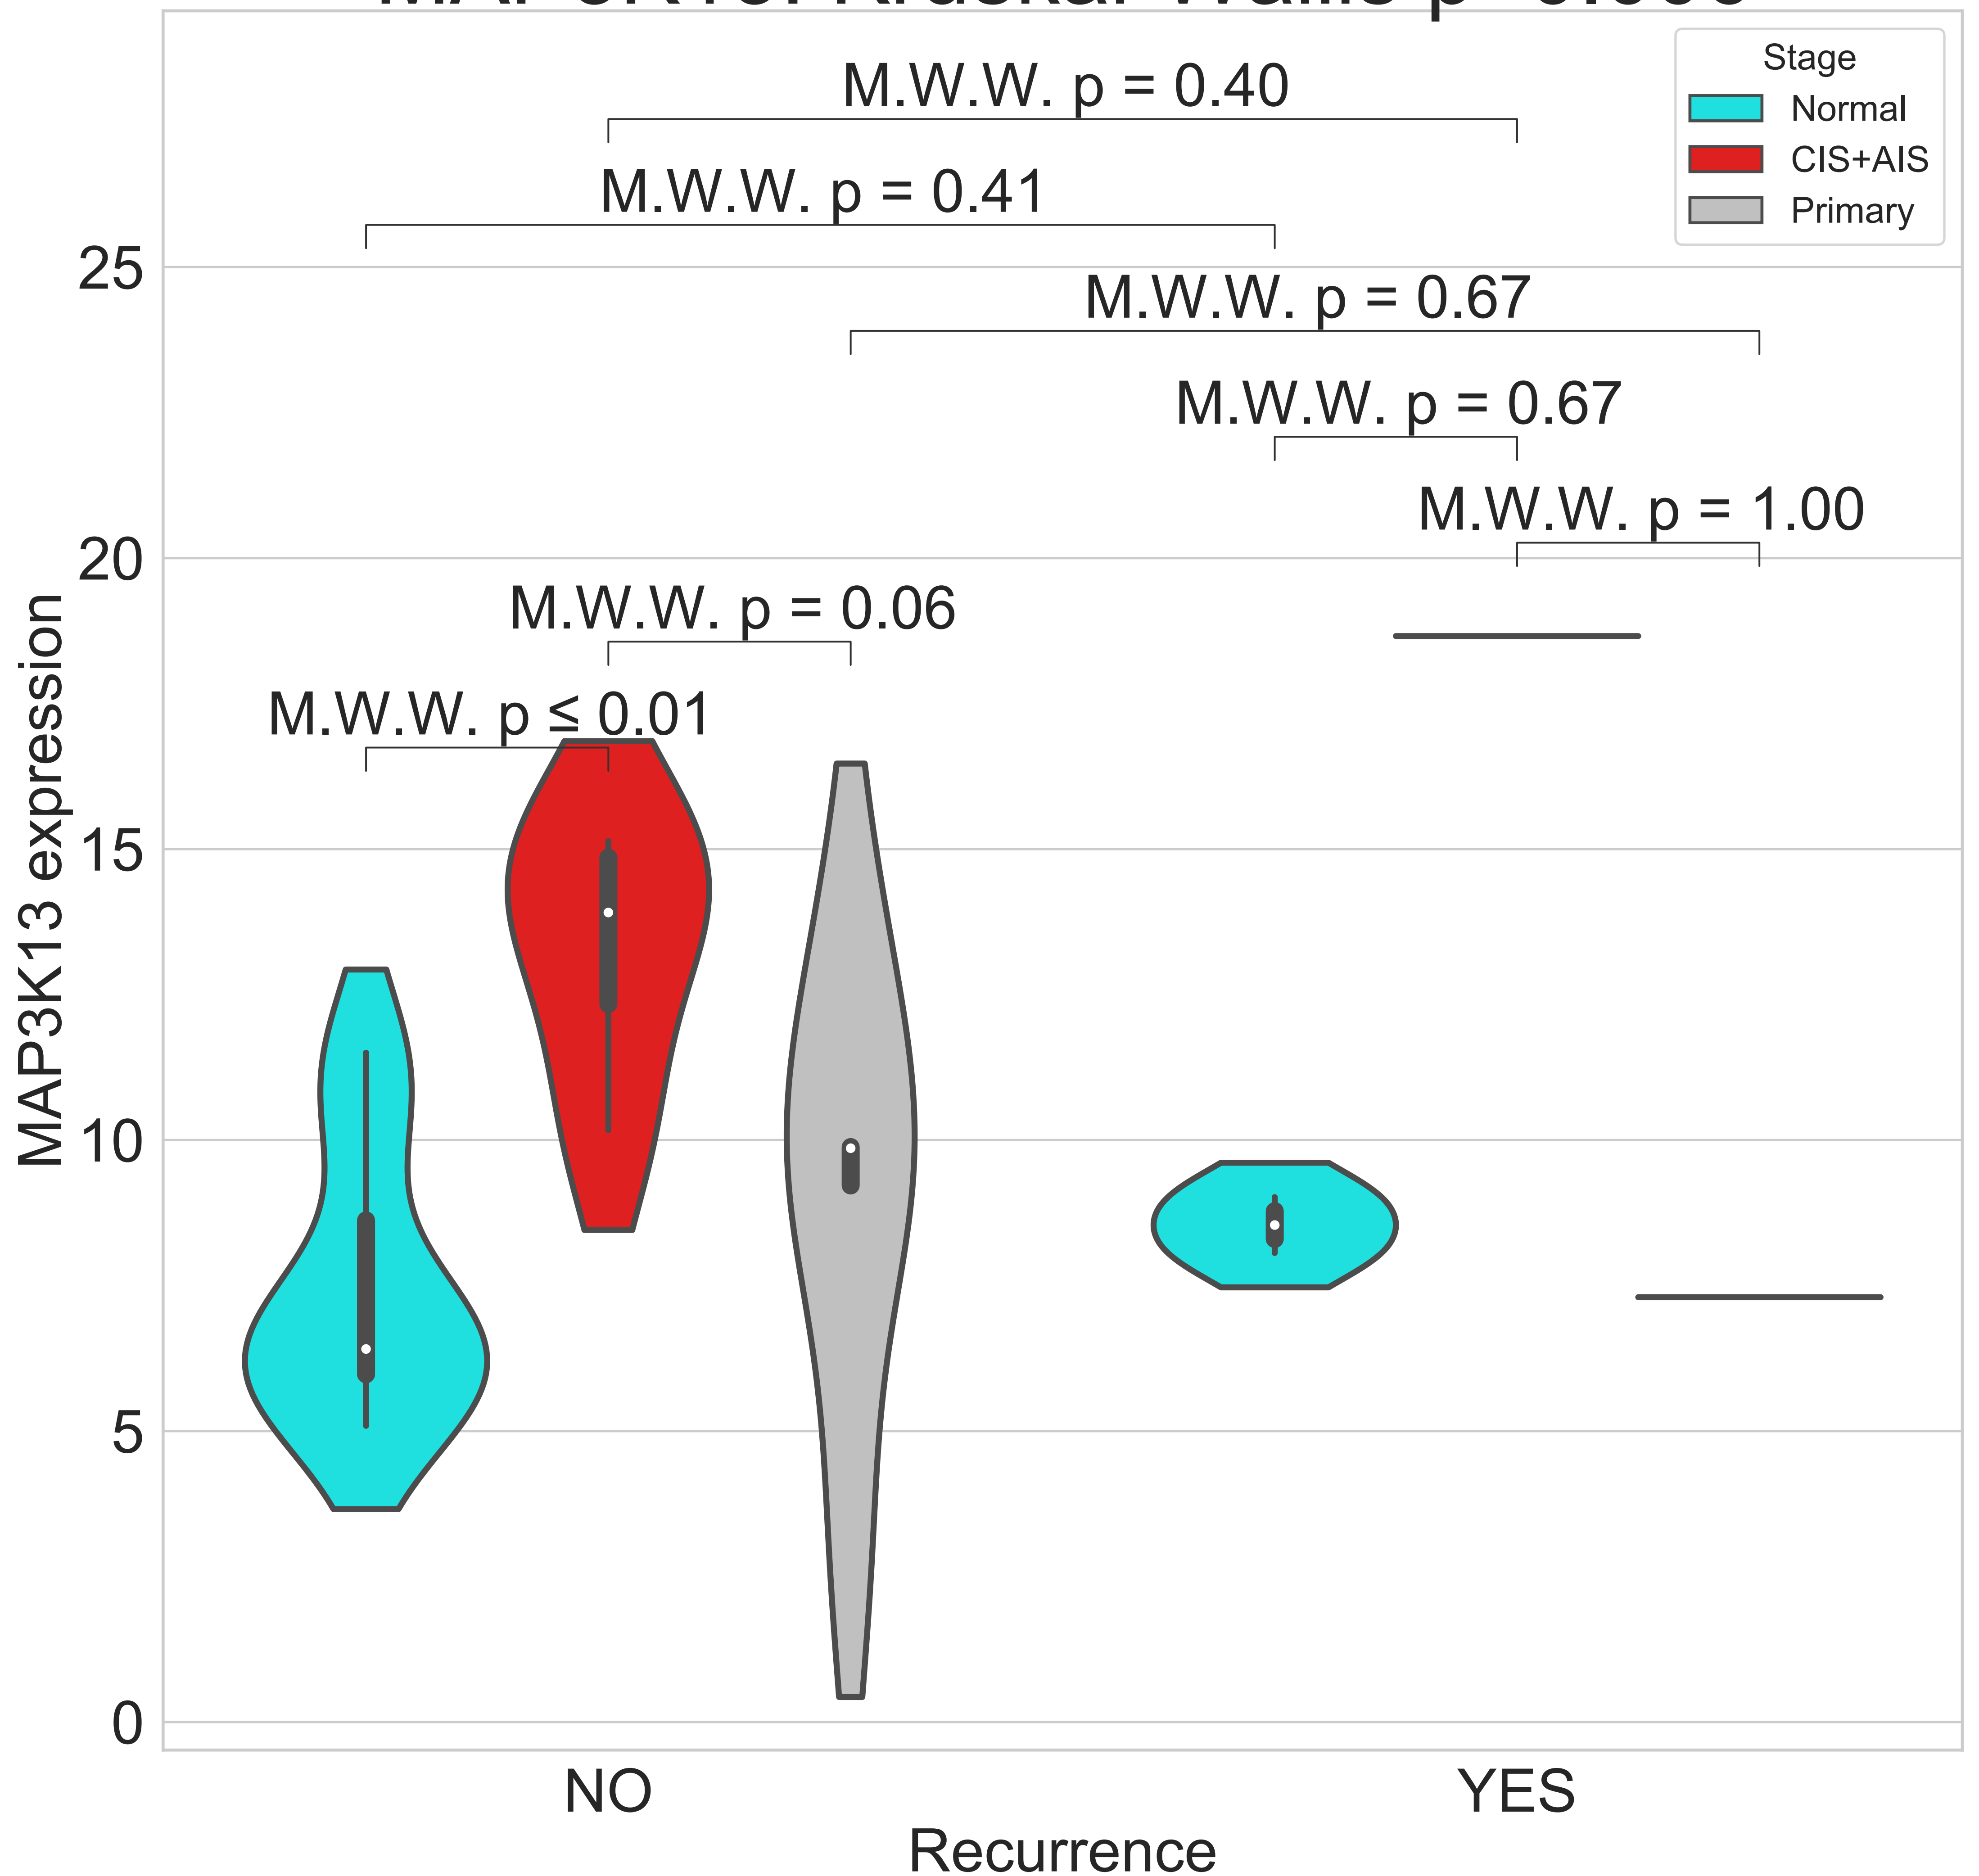 Stage
Normal
CIS+AIS
Primary
M.W.W. p = 0.40
M.W.W. p = 0.41
M.W.W. p = 0.67
M.W.W. p = 0.67
M.W.W. p = 1.00
M.W.W. p = 0.06
M.W.W. p ≤ 0.01
25
20
15
10
5
0
MAP3K13 expression
NO
YES
Recurrence